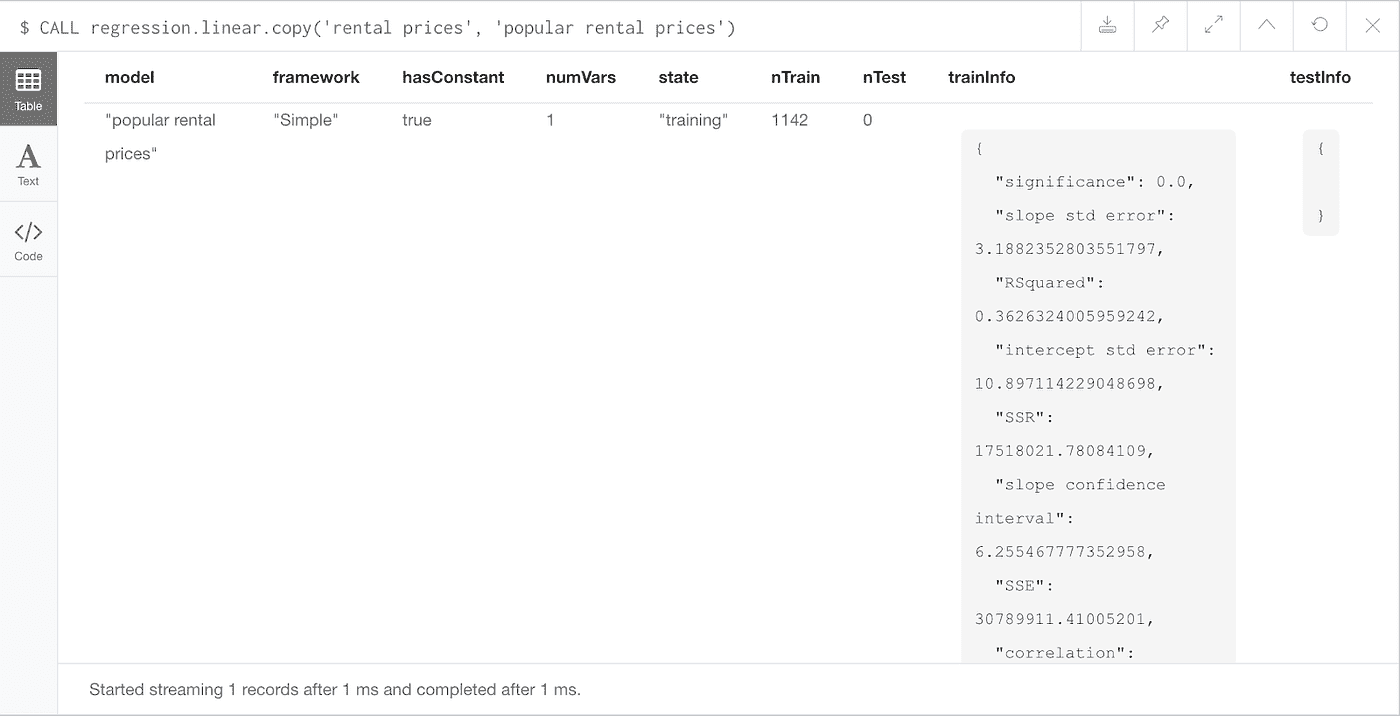 $ CALL regression.linear.copy('rental prices', 'popular rental prices')
Table
Text
Code
model framework hasConstant numVars state nTrain nTest trainInfo testInfo
"popular rental prices" "Simple" true 1 "training" 1142 0
{
"significance": 0.0,
"slope std error":
3.1882352803551797,
"RSquared":
0.3626324005959242,
"intercept std error":
10.897114229048698,
"SSR":
17518021.78084109,
"slope confidence
interval":
6.255467777352958,
"SSE":
30789911.41005201,
"correlation":
{
}
Started streaming 1 records after 1 ms and completed after 1 ms.